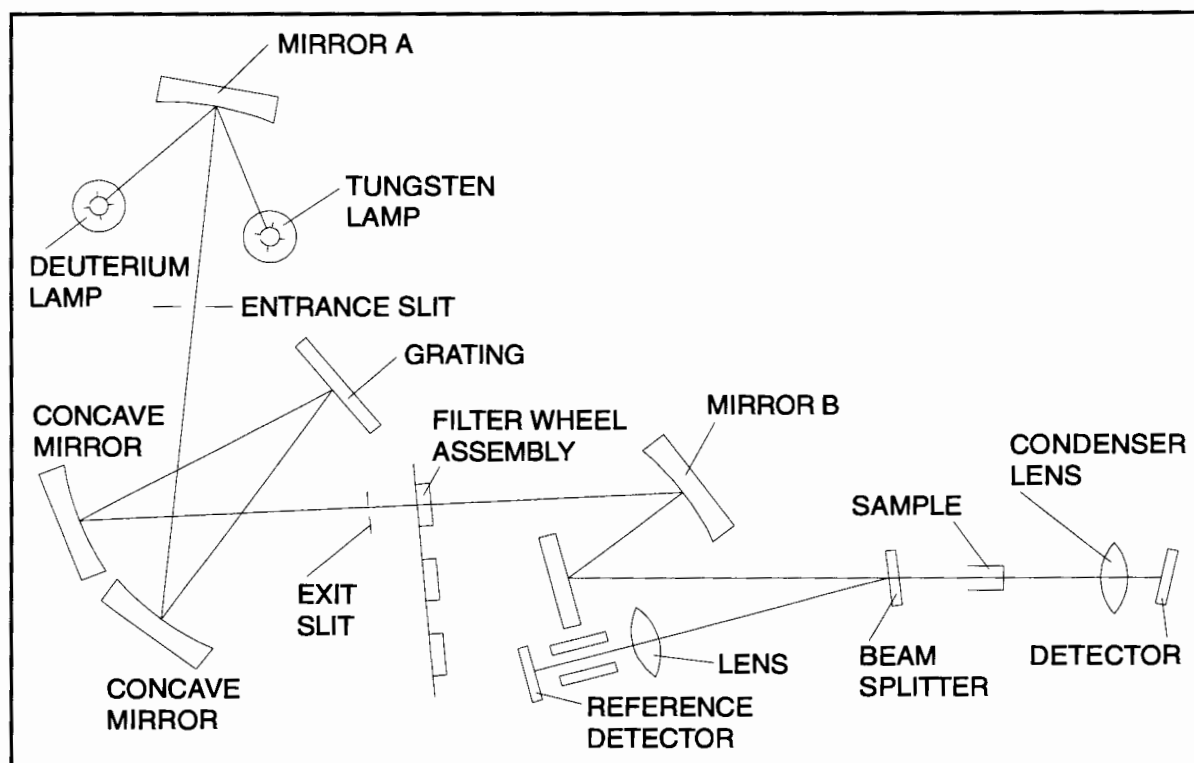 MIRROR A
TUNGSTEN
LAMP
DEUTERIUM
LAMP
ENTRANCE SLIT
GRATING
CONCAVE
MIRROR
FILTER WHEEL
ASSEMBLY
MIRROR B
CONDENSER
LENS
SAMPLE
EXIT
SLIT
CONCAVE
MIRROR
LENS
REFERENCE
DETECTOR
BEAM
SPLITTER
DETECTOR